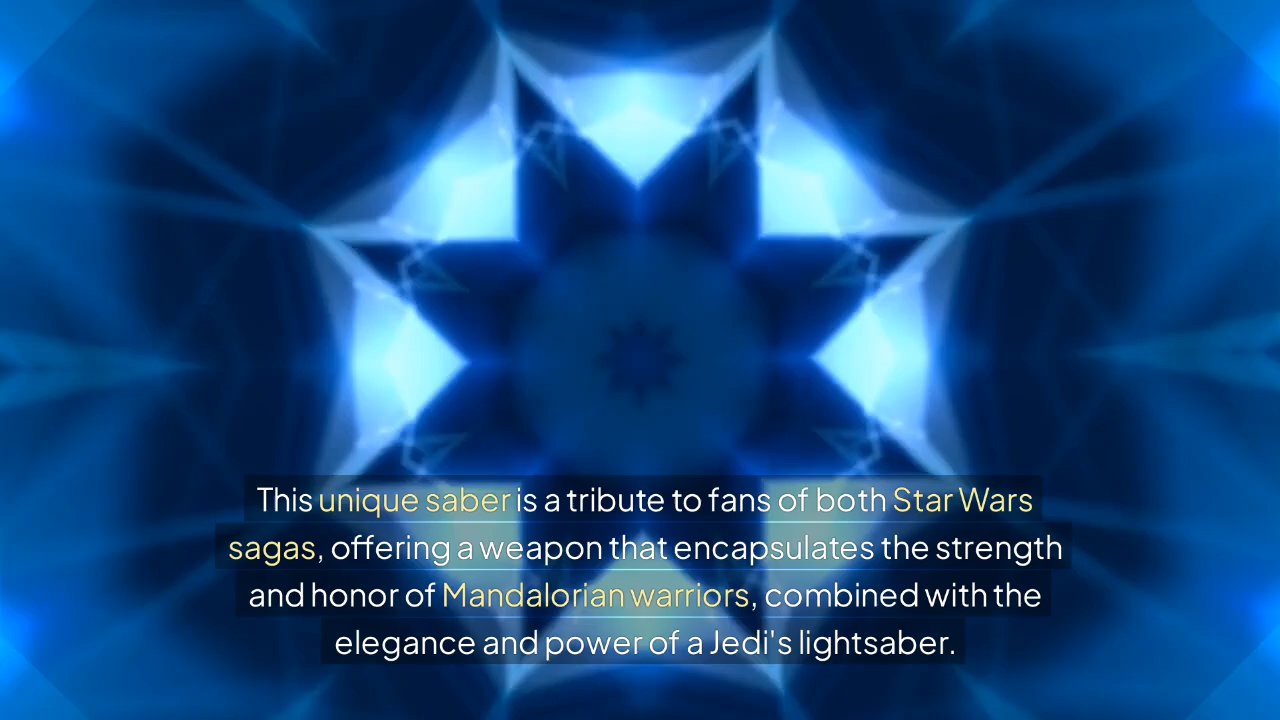 This unique saber is a tribute to fans of both Star Wars
sagas, offering a weapon that encapsulates the strength
and honor of Mandalorian warriors, combined with the
elegance and power of a Jedi's lightsaber.